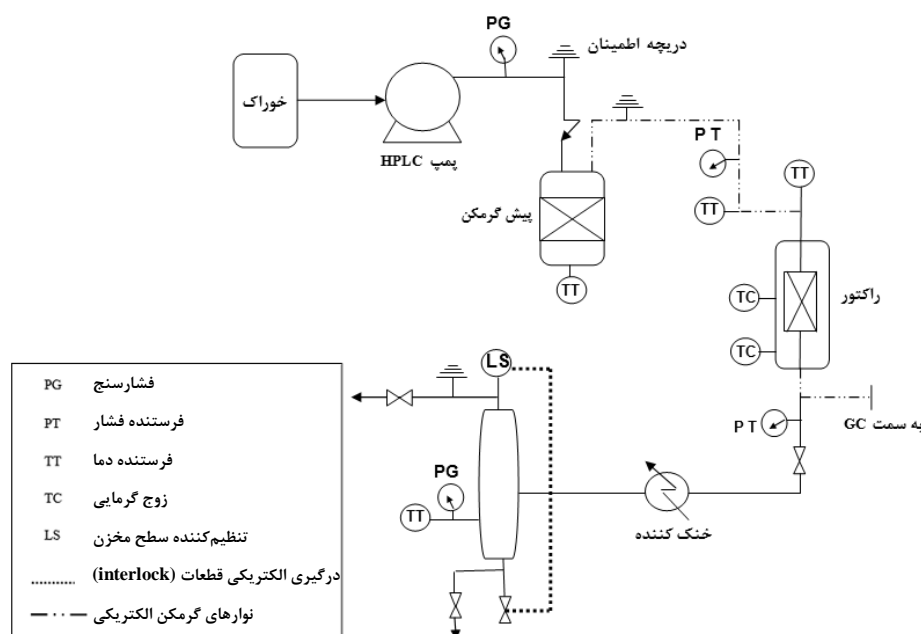 PG
دریچه اطمینان
خوراک
پمپ HPLC
P T
TT
TT
پیش گرمکن
TT
TC
راکتور
TC
LS
به سمت GC
P T
PG
TT
خنک کننده
PG فشارسنج
PT فرستنده فشار
TT فرستنده دما
TC زوج گرمایی
LS تنظیم‌کننده سطح مخزن
درگیری الکتریکی قطعات (interlock)
نوارهای گرمکن الکتریکی